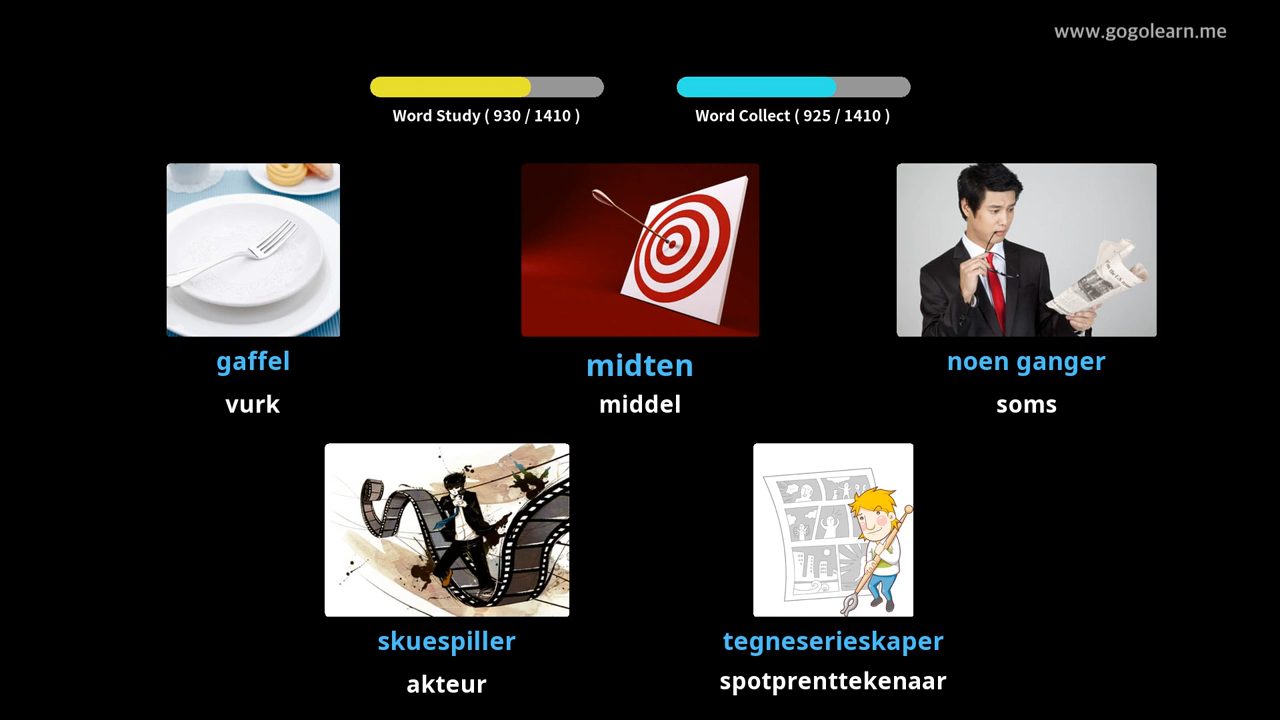 www.gogolearn.me
Word Study ( 930 / 1410 )
Word Collect ( 925 / 1410 )
gaffel
vurk
midten
middel
noen ganger
soms
skuespiller
akteur
tegneserieskaper
spotprenttekenaar